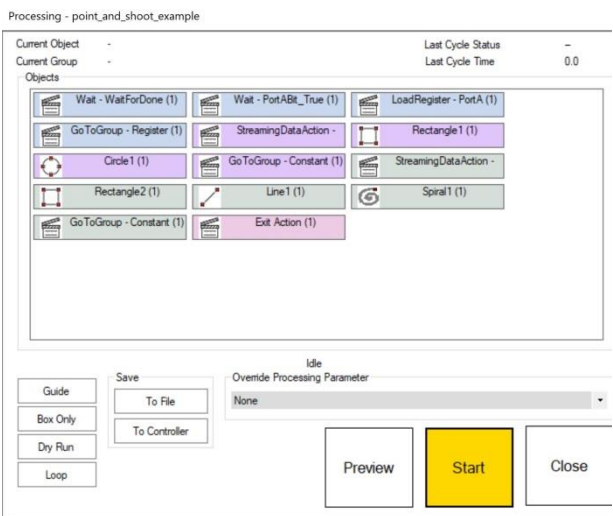 Processing - point_and_shoot_example
Current Object - Last Cycle Status –
Current Group - Last Cycle Time 0.0
Objects
Wait - WaitForDone (1) Wait - PortABit_True (1) LoadRegister - PortA (1)
GoToGroup - Register (1) StreamingDataAction - Rectangle1 (1)
Circle1 (1) GoToGroup - Constant (1) StreamingDataAction -
Rectangle2 (1) Line1 (1) Spiral1 (1)
GoToGroup - Constant (1) Exit Action (1)
Idle
Save Override Processing Parameter
Guide To File None
Box Only To Controller
Dry Run
Loop Preview Start Close